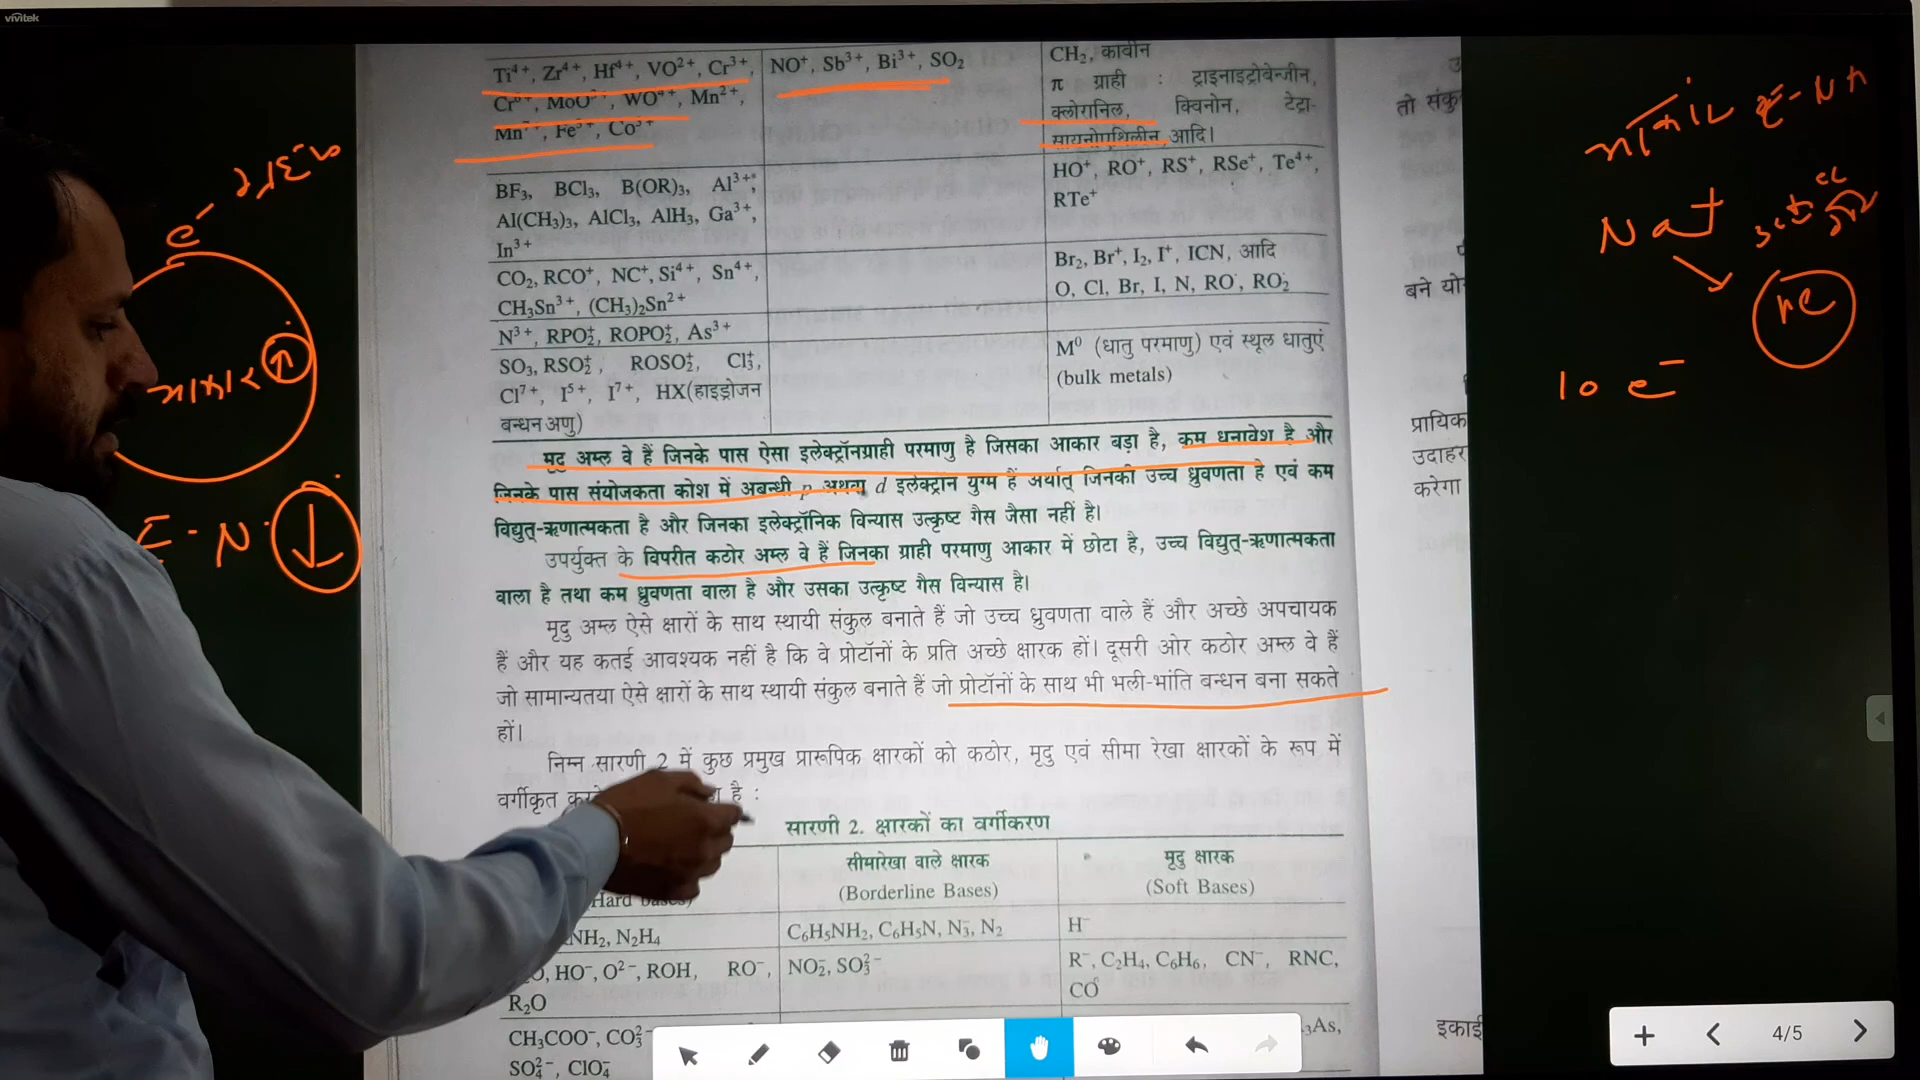 vivitek
Ti⁴⁺, Zr⁴⁺, Hf⁴⁺, VO²⁺, Cr³⁺,
MoO³⁺, WO⁴⁺, Mn²⁺,
Mn⁷⁺, Fe³⁺, Co³⁺
NO⁺, Sb³⁺, Bi³⁺, SO₂
CH₂, कार्बीन
π ग्राही : ट्राइनाइट्रोबेन्जीन,
क्लोरानिल, क्विनोन, टेट्रा-
सायनोएथिलीन आदि।
BF₃, BCl₃, B(OR)₃, Al³⁺,
Al(CH₃)₃, AlCl₃, AlH₃, Ga³⁺,
In³⁺
HO⁺, RO⁺, RS⁺, RSe⁺, Te⁴⁺,
RTe⁺
CO₂, RCO⁺, NC⁺, Si⁴⁺, Sn⁴⁺,
CH₃Sn³⁺, (CH₃)₂Sn²⁺
Br₂, Br⁺, I₂, I⁺, ICN, आदि
O, Cl, Br, I, N, RO˙, RO₂˙
N³⁺, RPO₂⁺, ROPO₂⁺, As³⁺
SO₃, RSO₂⁺, ROSO₂⁺, Cl₃⁺,
Cl⁷⁺, I⁵⁺, I⁷⁺, HX(हाइड्रोजन
बन्धन अणु)
M⁰ (धातु परमाणु) एवं स्थूल धातुएं
(bulk metals)
मृदु अम्ल वे हैं जिनके पास ऐसा इलेक्ट्रॉनग्राही परमाणु है जिसका आकार बड़ा है, कम धनावेश है और
जिनके पास संयोजकता कोश में अबन्धी p अथवा d इलेक्ट्रान युग्म हैं अर्थात् जिनकी उच्च ध्रुवणता है एवं कम
विद्युत्-ऋणात्मकता है और जिनका इलेक्ट्रॉनिक विन्यास उत्कृष्ट गैस जैसा नहीं है।
उपर्युक्त के विपरीत कठोर अम्ल वे हैं जिनका ग्राही परमाणु आकार में छोटा है, उच्च विद्युत्-ऋणात्मकता
वाला है तथा कम ध्रुवणता वाला है और उसका उत्कृष्ट गैस विन्यास है।
मृदु अम्ल ऐसे क्षारों के साथ स्थायी संकुल बनाते हैं जो उच्च ध्रुवणता वाले हैं और अच्छे अपचायक
हैं और यह कतई आवश्यक नहीं है कि वे प्रोटॉनों के प्रति अच्छे क्षारक हों। दूसरी ओर कठोर अम्ल वे हैं
जो सामान्यतया ऐसे क्षारों के साथ स्थायी संकुल बनाते हैं जो प्रोटॉनों के साथ भी भली-भांति बन्धन बना सकते
हों।
निम्न सारणी 2 में कुछ प्रमुख प्रारूपिक क्षारकों को कठोर, मृदु एवं सीमा रेखा क्षारकों के रूप में
वर्गीकृत है :
सारणी 2. क्षारकों का वर्गीकरण
सीमारेखा वाले क्षारक
मृदु क्षारक
(Hard bases)
(Borderline Bases)
(Soft Bases)
NH₂, N₂H₄
C₆H₅NH₂, C₆H₅N, N₃⁻, N₂
H⁻
O, HO⁻, O²⁻, ROH, RO⁻,
R₂O
NO₂⁻, SO₃²⁻
R⁻, C₂H₄, C₆H₆, CN⁻, RNC,
CO
CH₃COO⁻, CO₃²⁻
SO₄²⁻, ClO₄⁻
₃As,
तो संकु
बने यो
प्रायिक
उदाहर
करेगा
इकाई
e⁻
आकार
n
E-N ↓
Na⁺
ne
10 e⁻
4/5